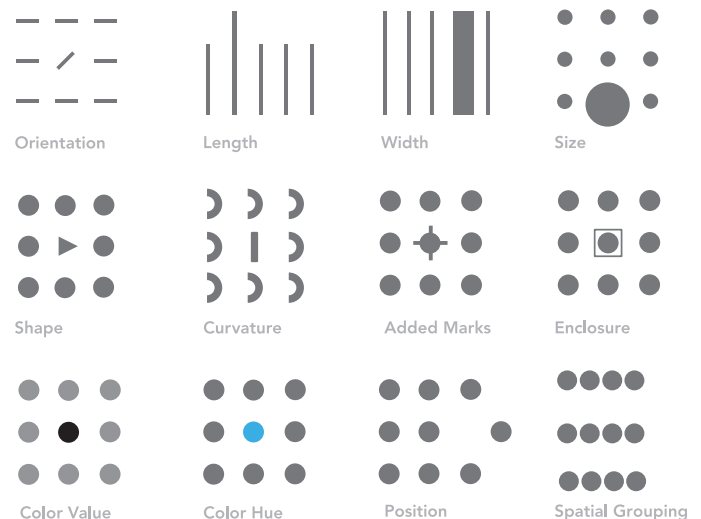 Orientation
Length
Width
Size
Shape
Curvature
Added Marks
Enclosure
Color Value
Color Hue
Position
Spatial Grouping